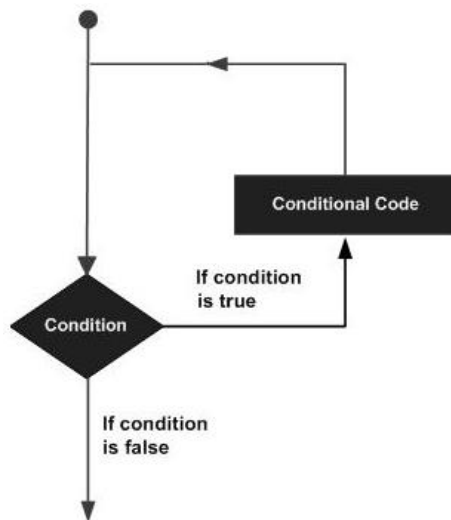 Conditional Code
If condition
is true
Condition
If condition
is false